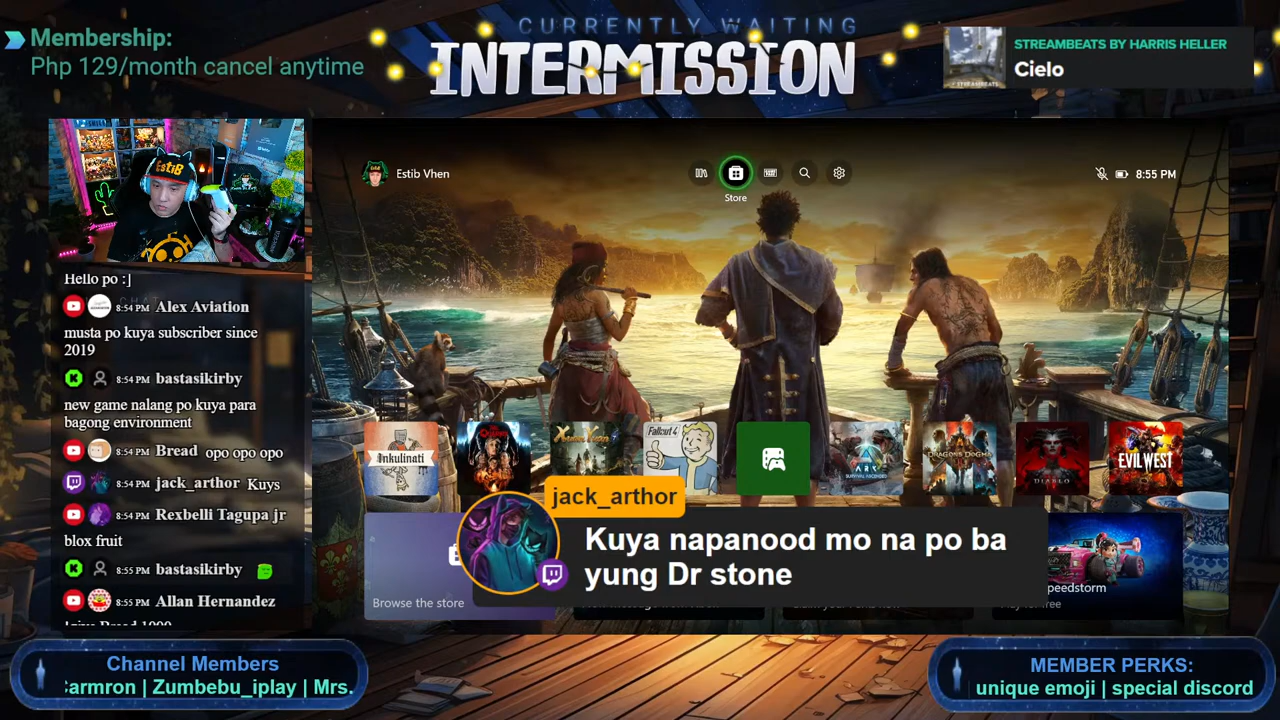 CURRENTLY WAITING
INTERMISSION
Membership:
Php 129/month cancel anytime
STREAMBEATS BY HARRIS HELLER
Cielo
EstiB
Estib Vhen
Store
8:55 PM
Hello po :]
8:54 PM Alex Aviation
musta po kuya subscriber since
2019
8:54 PM bastasikirby
new game nalang po kuya para
bagong environment
8:54 PM Bread opo opo opo
8:54 PM jack_arthor Kuys
8:54 PM Rexbelli Tagupa jr
blox fruit
8:55 PM bastasikirby
8:55 PM Allan Hernandez
Inkulinati
Fallout 4
ARK
DRAGON'S DOGMA
DIABLO
EVIL WEST
jack_arthor
Kuya napanood mo na po ba
yung Dr stone
Browse the store
peedstorm
Channel Members
armron | Zumbebu_iplay | Mrs.
MEMBER PERKS:
unique emoji | special discord